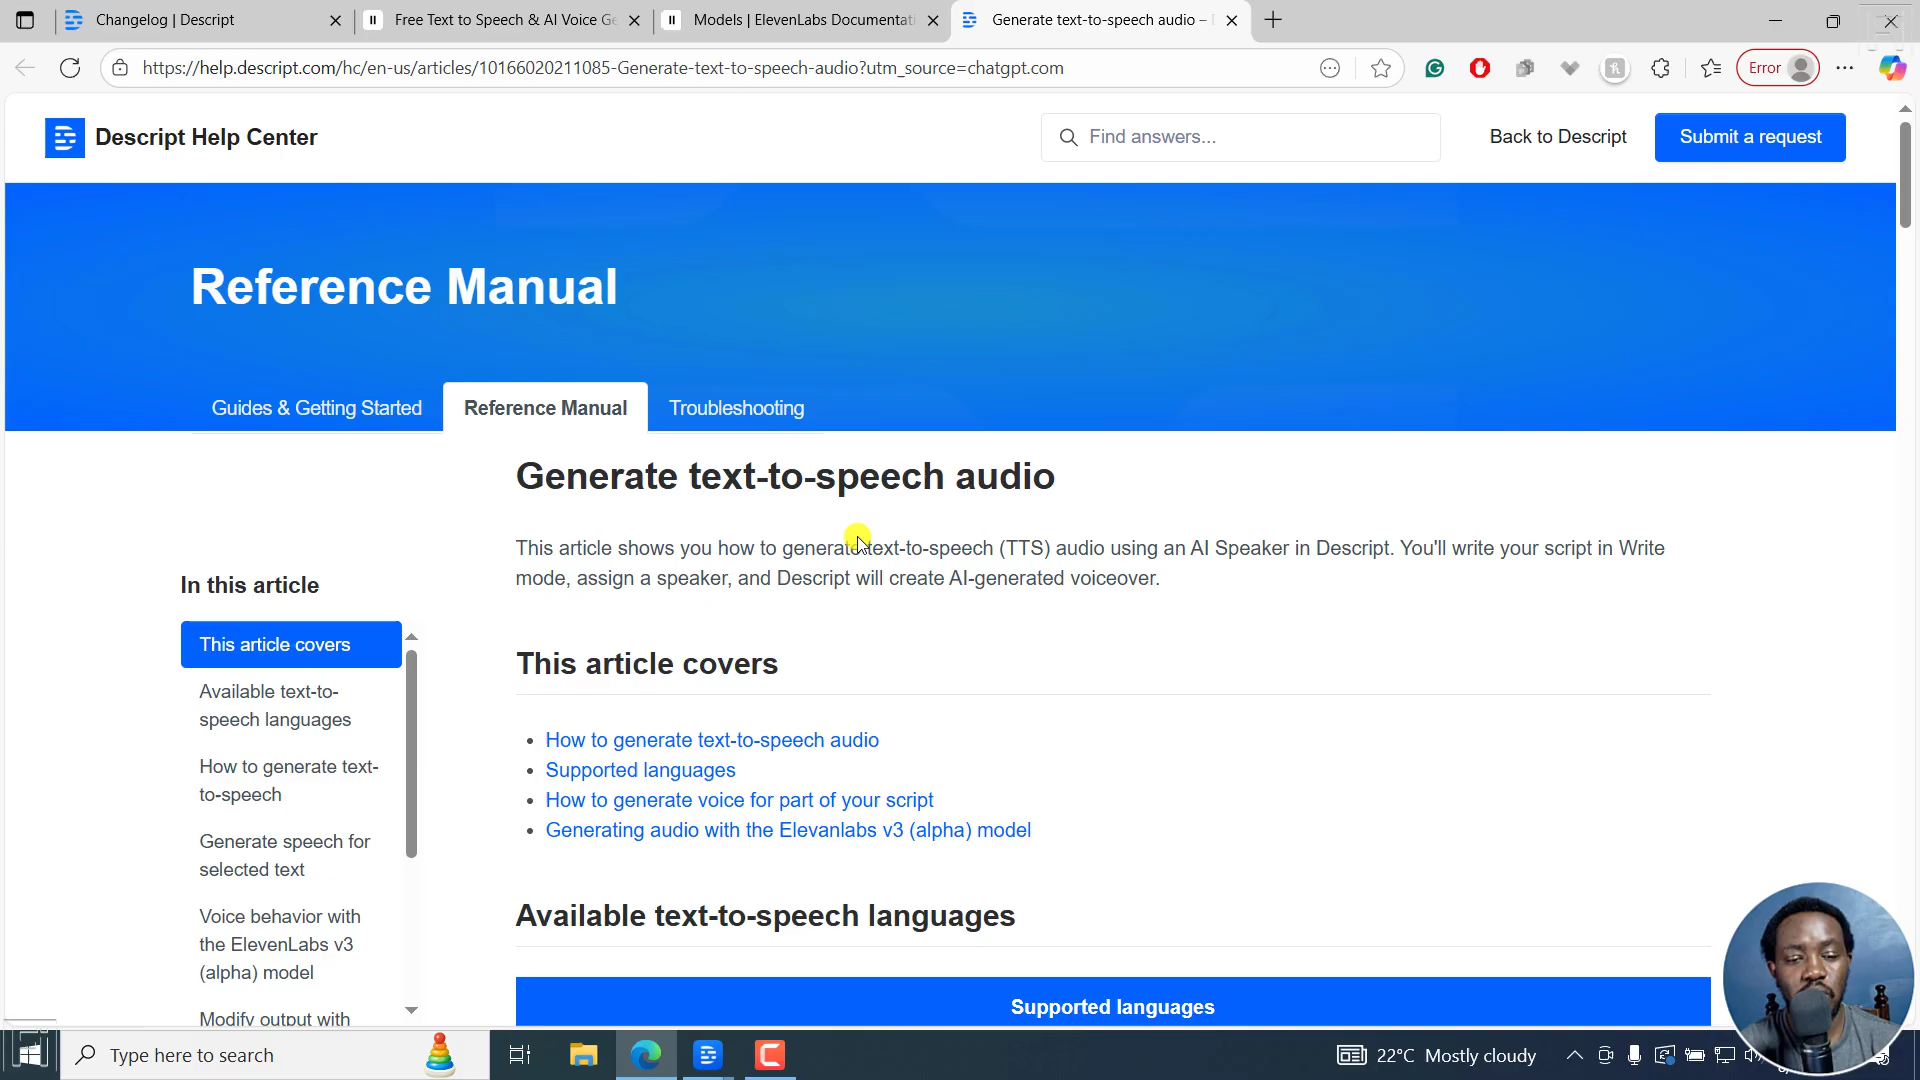 Changelog | Descript
Free Text to Speech & AI Voice Ge
Models | ElevenLabs Documentati
Generate text-to-speech audio –
https://help.descript.com/hc/en-us/articles/10166020211085-Generate-text-to-speech-audio?utm_source=chatgpt.com
Error
Descript Help Center
Find answers...
Back to Descript
Submit a request
Reference Manual
Guides & Getting Started
Reference Manual
Troubleshooting
Generate text-to-speech audio
This article shows you how to generate text-to-speech (TTS) audio using an AI Speaker in Descript. You'll write your script in Write
mode, assign a speaker, and Descript will create AI-generated voiceover.
In this article
This article covers
Available text-to-
speech languages
How to generate text-
to-speech
Generate speech for
selected text
Voice behavior with
the ElevenLabs v3
(alpha) model
Modify output with
This article covers
• How to generate text-to-speech audio
• Supported languages
• How to generate voice for part of your script
• Generating audio with the Elevanlabs v3 (alpha) model
Available text-to-speech languages
Supported languages
Type here to search
22°C Mostly cloudy